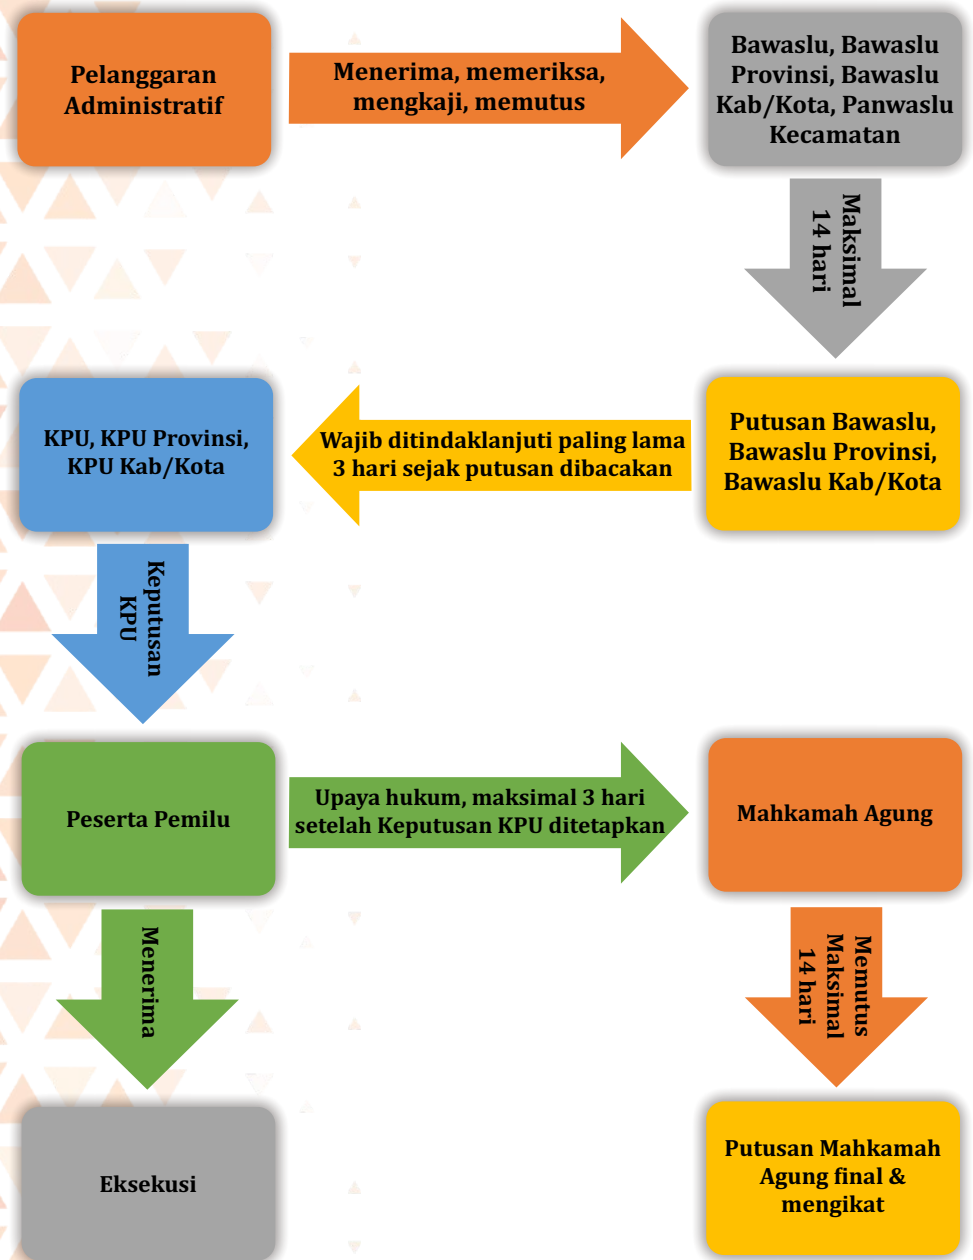 Pelanggaran
Administratif
Menerima, memeriksa,
mengkaji, memutus
Bawaslu, Bawaslu
Provinsi, Bawaslu
Kab/Kota, Panwaslu
Kecamatan
Maksimal
14 hari
Putusan Bawaslu,
Bawaslu Provinsi,
Bawaslu Kab/Kota
Wajib ditindaklanjuti paling lama
3 hari sejak putusan dibacakan
KPU, KPU Provinsi,
KPU Kab/Kota
Keputusan
KPU
Peserta Pemilu
Upaya hukum, maksimal 3 hari
setelah Keputusan KPU ditetapkan
Mahkamah Agung
Menerima
Memutus
Maksimal
14 hari
Eksekusi
Putusan Mahkamah
Agung final &
mengikat